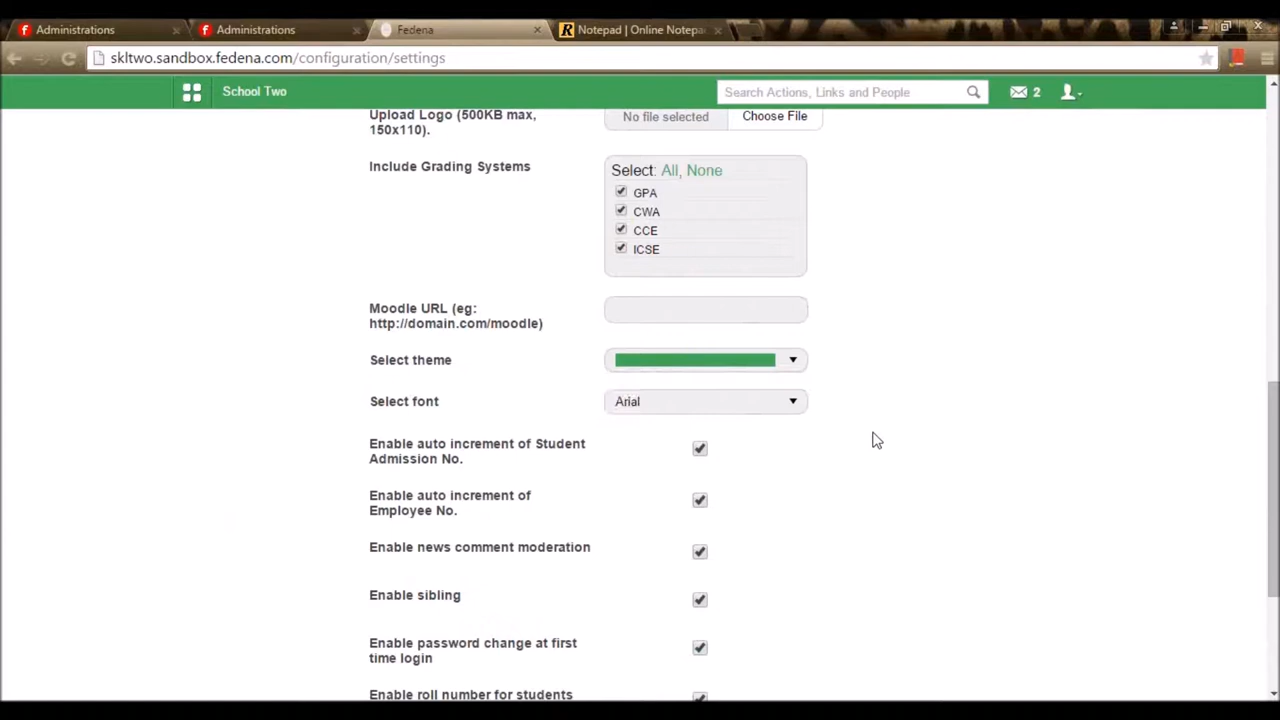 Administrations
Administrations
Fedena
Notepad | Online Notepa
skltwo.sandbox.fedena.com/configuration/settings
School Two
Search Actions, Links and People
2
Upload Logo (500KB max,
150x110).
No file selected
Choose File
Include Grading Systems
Select: All, None
GPA
CWA
CCE
ICSE
Moodle URL (eg:
http://domain.com/moodle)
Select theme
Select font
Arial
Enable auto increment of Student
Admission No.
Enable auto increment of
Employee No.
Enable news comment moderation
Enable sibling
Enable password change at first
time login
Enable roll number for students